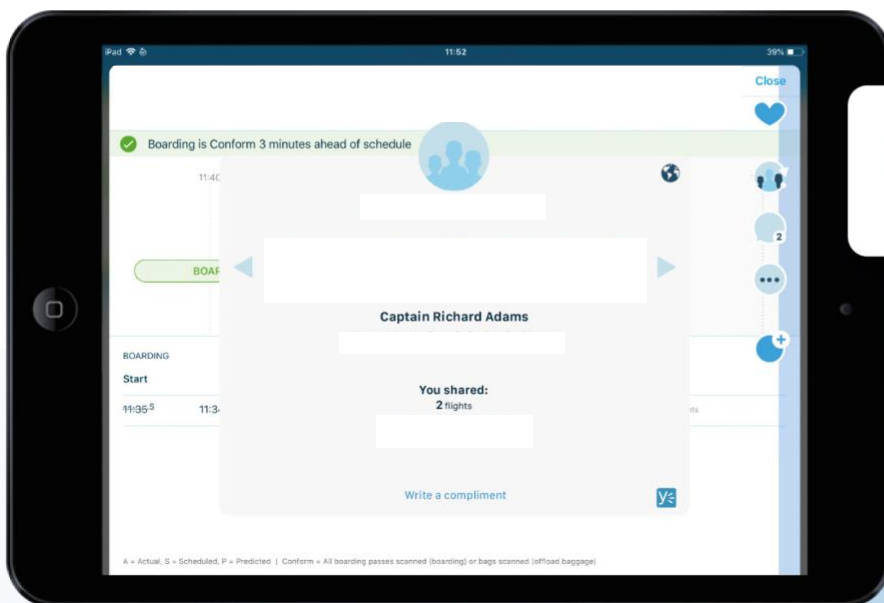 iPad 11:52 39%
Close
Boarding is Conform 3 minutes ahead of schedule
11:40
2
BOAR
Captain Richard Adams
BOARDING
Start
You shared:
2 flights
11:35 S 11:3
Write a compliment
A = Actual, S = Scheduled, P = Predicted | Conform = All boarding passes scanned (boarding) or bags scanned (offload baggage)